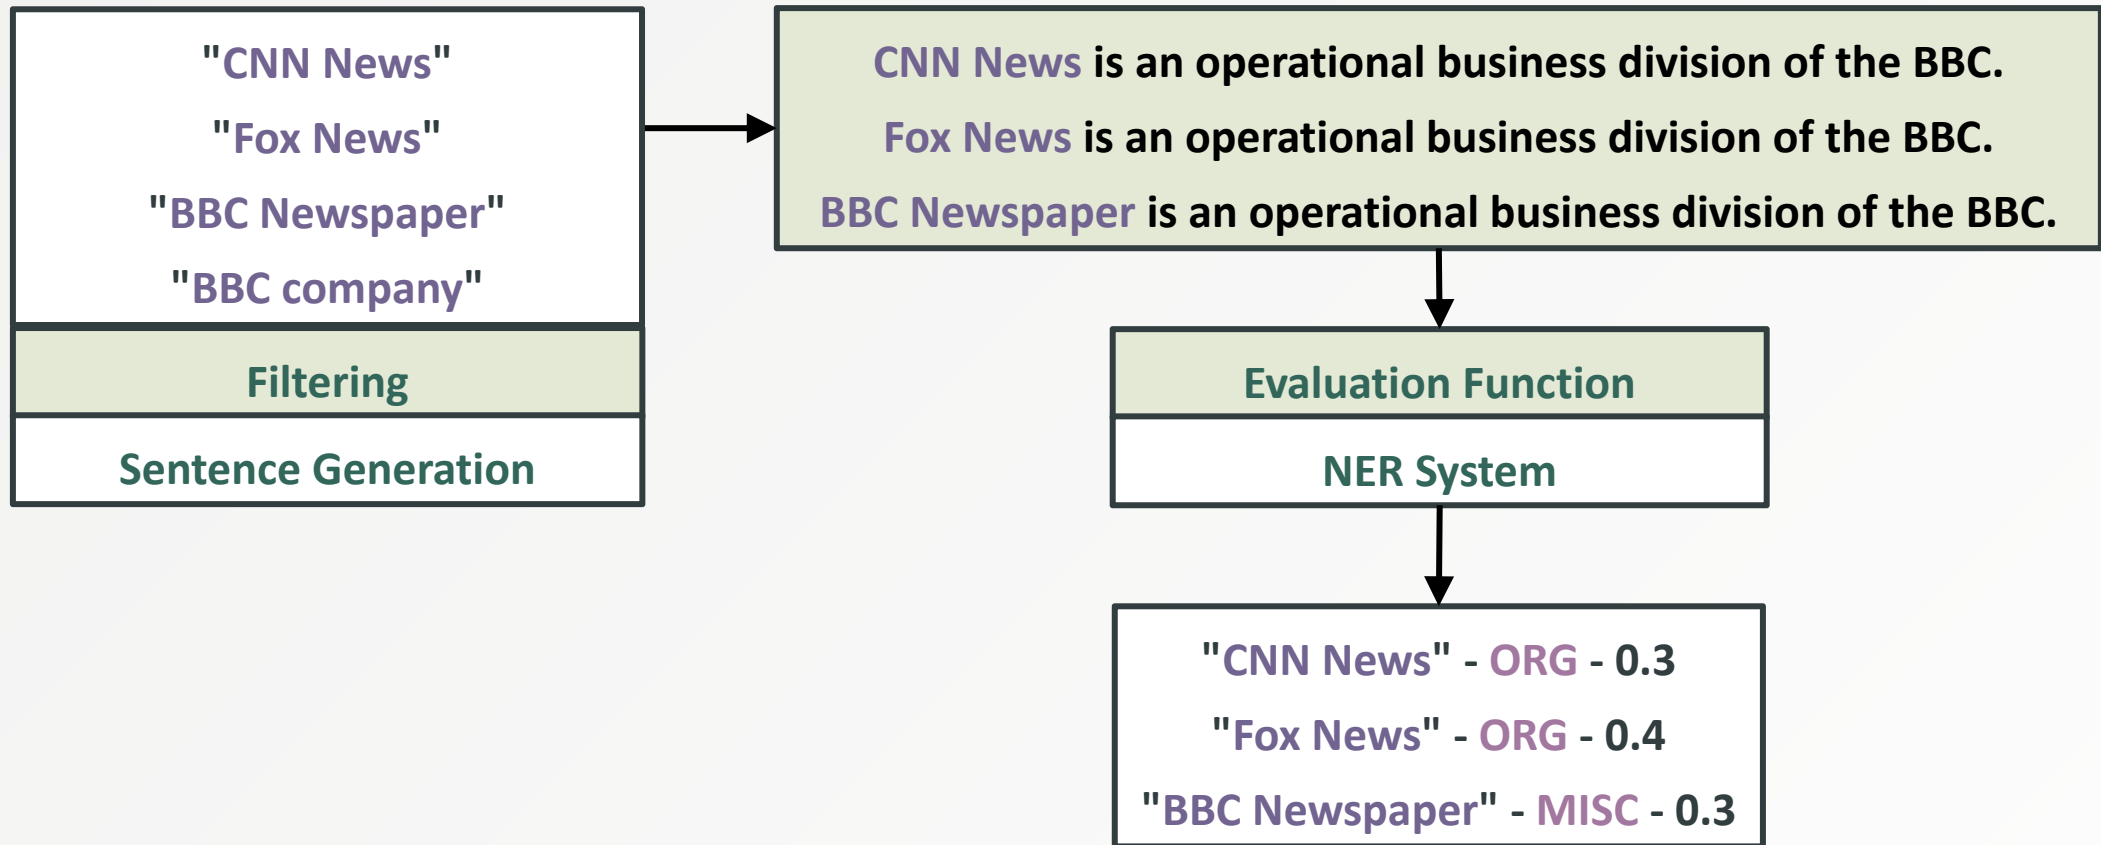 "CNN News"
"Fox News"
"BBC Newspaper"
"BBC company"
Filtering
Sentence Generation
CNN News is an operational business division of the BBC.
Fox News is an operational business division of the BBC.
BBC Newspaper is an operational business division of the BBC.
Evaluation Function
NER System
"CNN News" - ORG - 0.3
"Fox News" - ORG - 0.4
"BBC Newspaper" - MISC - 0.3